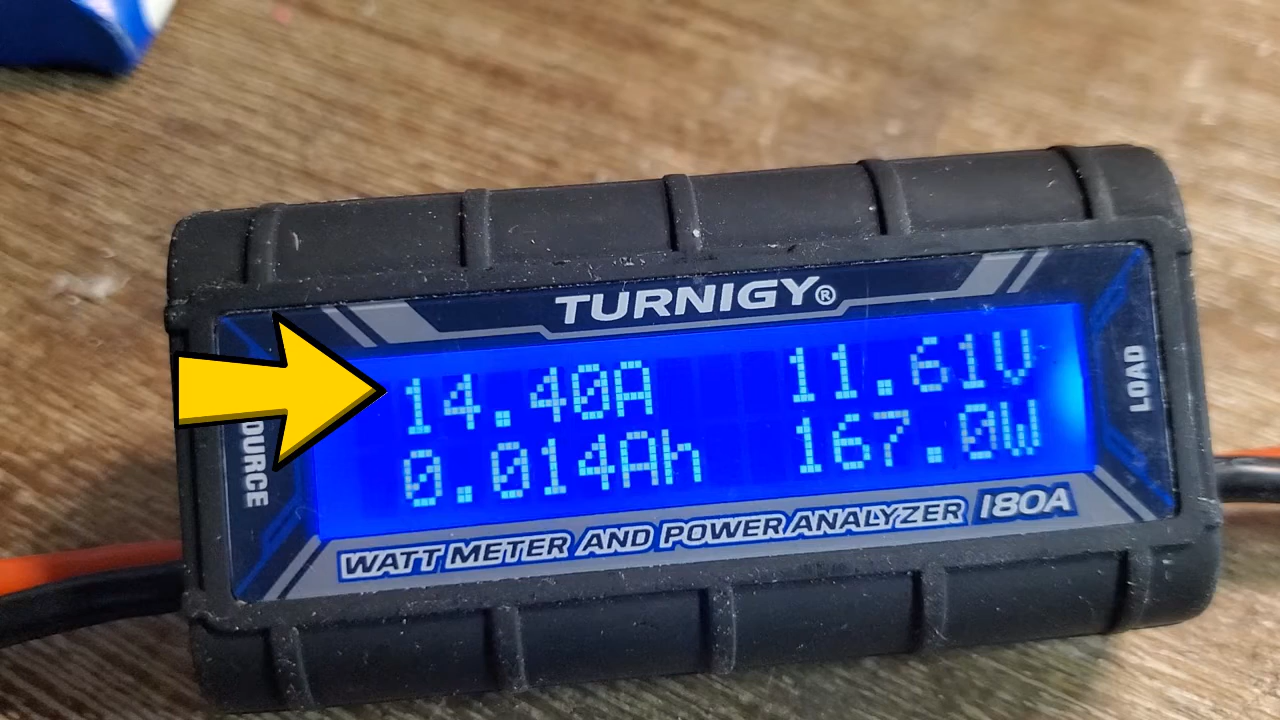 TURNIGY®
14.40A 11.61V
0.014Ah 167.0W
OURCE
LOAD
WATT METER AND POWER ANALYZER 180A